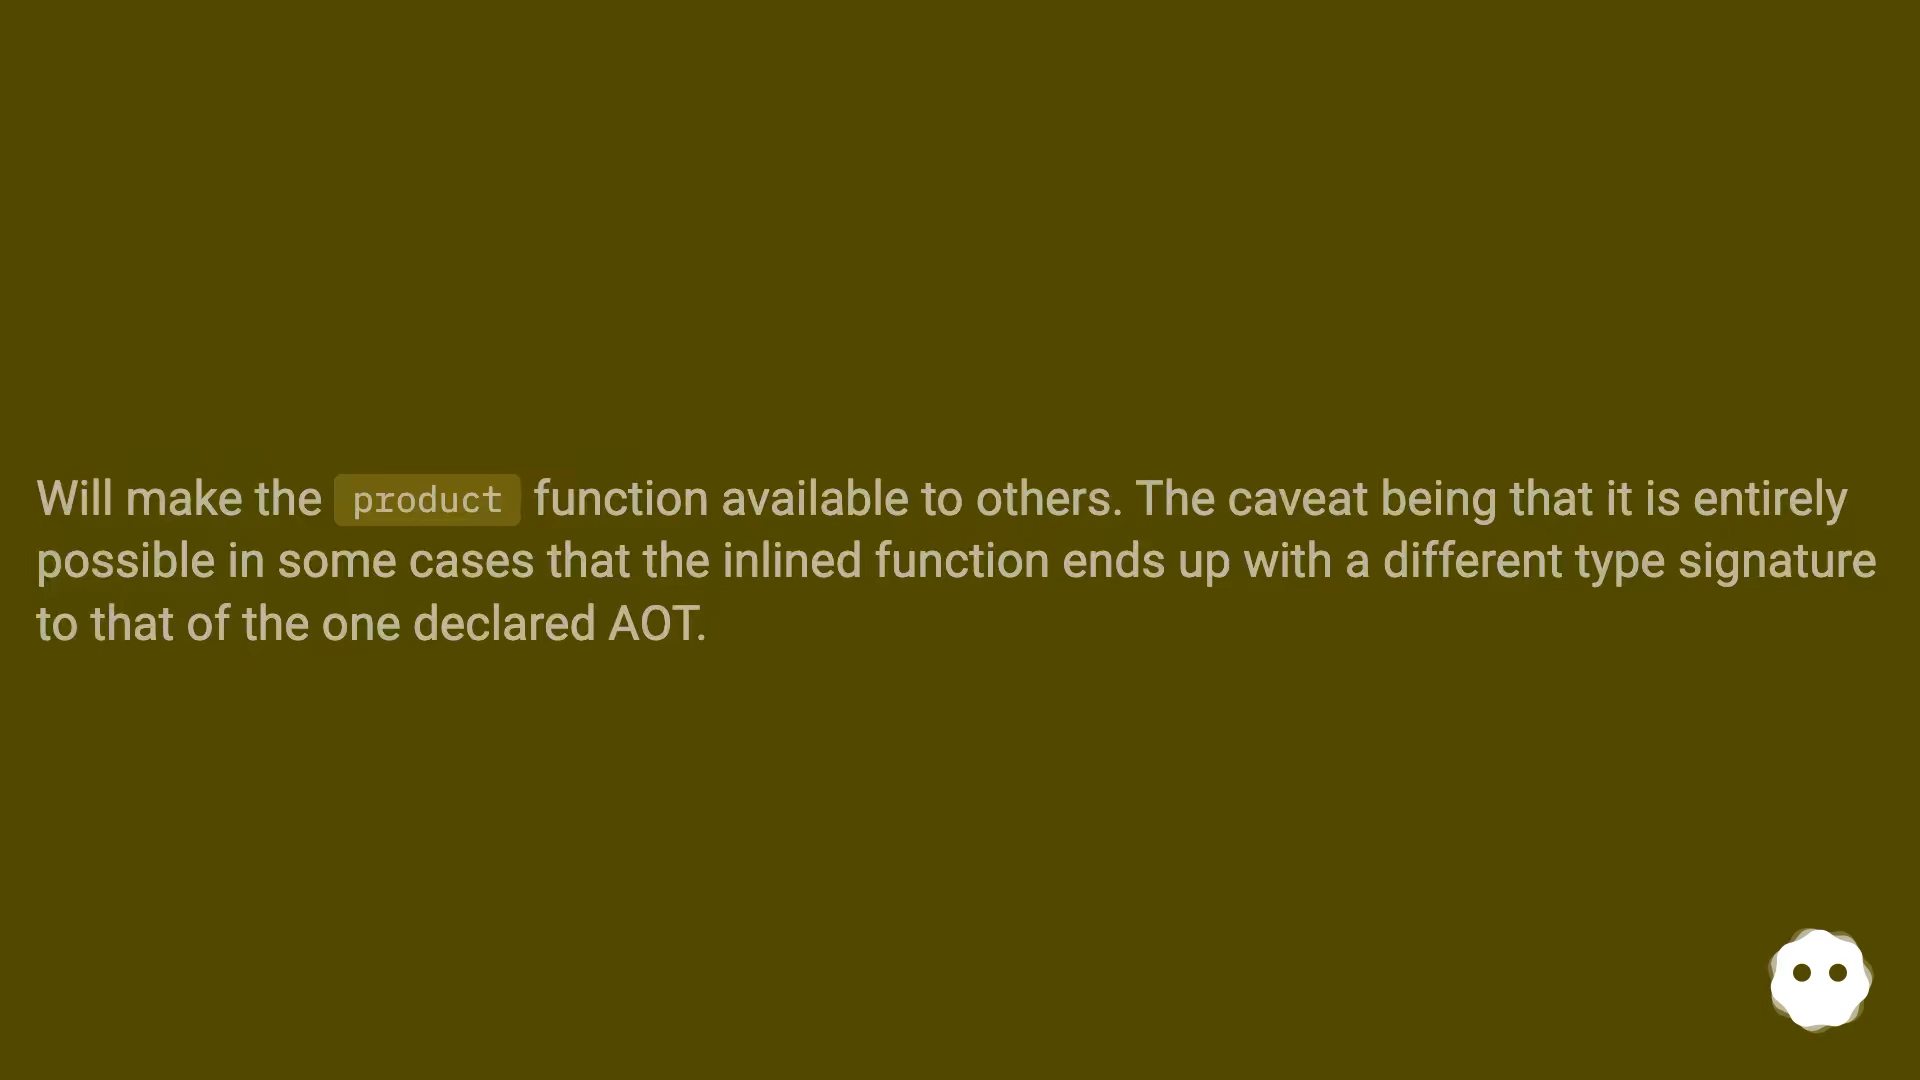 Will make the product function available to others. The caveat being that it is entirely
possible in some cases that the inlined function ends up with a different type signature
to that of the one declared AOT.